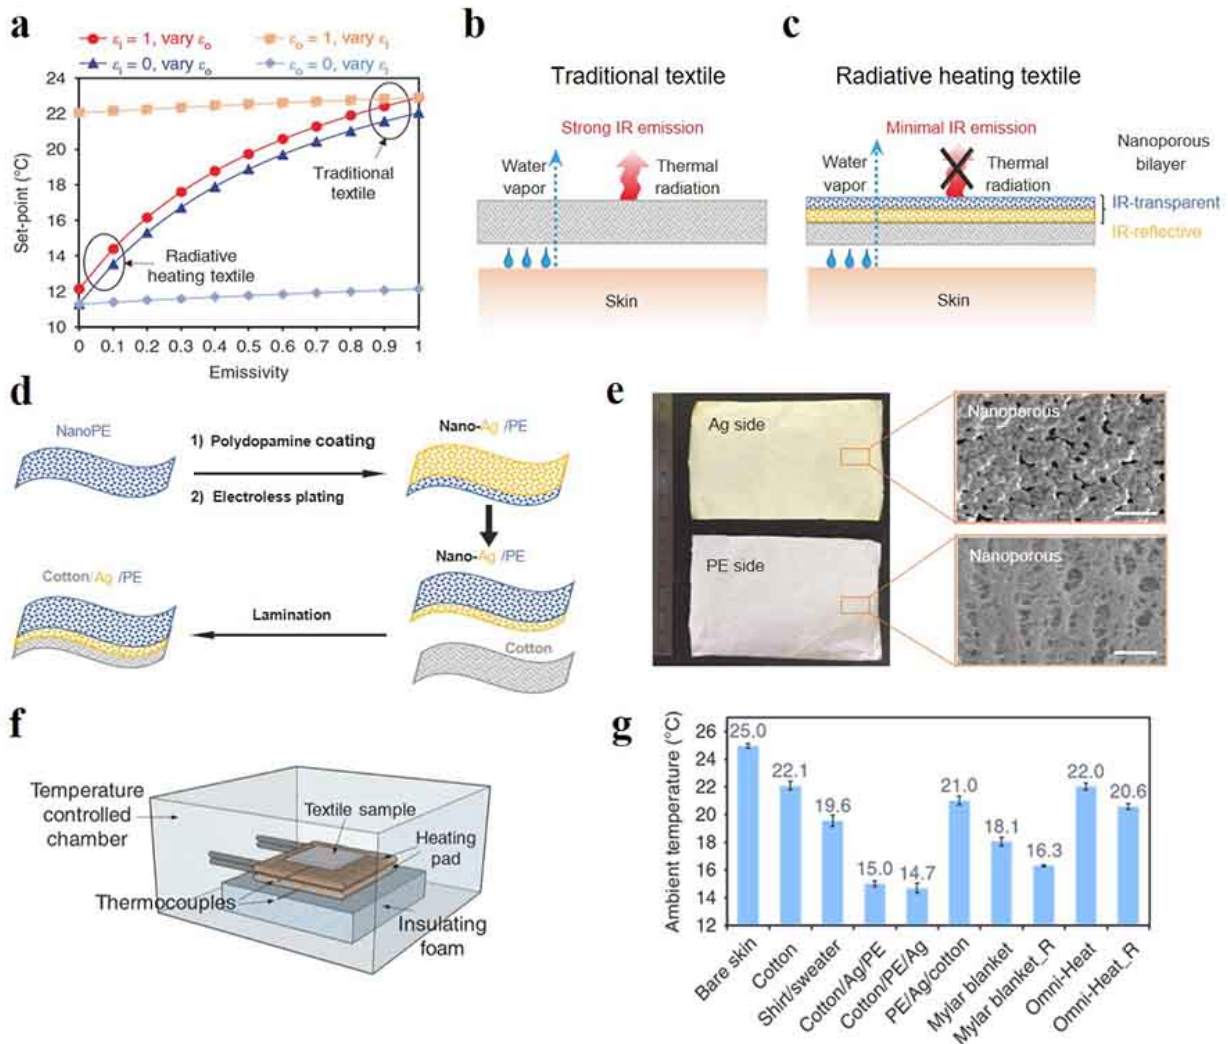 a
εᵢ = 1, vary εₒ
εₒ = 1, vary εᵢ
εᵢ = 0, vary εₒ
εₒ = 0, vary εᵢ
Set-point (°C)
24
22
20
18
16
14
12
10
Traditional
textile
Radiative
heating textile
0 0.1 0.2 0.3 0.4 0.5 0.6 0.7 0.8 0.9 1
Emissivity
b
Traditional textile
Strong IR emission
Water
vapor
Thermal
radiation
Skin
c
Radiative heating textile
Minimal IR emission
Water
vapor
Thermal
radiation
Nanoporous
bilayer
IR-transparent
IR-reflective
Skin
d
NanoPE
1) Polydopamine coating
2) Electroless plating
Nano-Ag/PE
Nano-Ag/PE
Cotton
Lamination
Cotton/Ag /PE
e
Ag side
PE side
Nanoporous
Nanoporous
f
Temperature
controlled
chamber
Textile sample
Heating
pad
Thermocouples
Insulating
foam
g
Ambient temperature (°C)
26
24
22
20
18
16
14
12
25.0
22.1
19.6
15.0
14.7
21.0
18.1
16.3
22.0
20.6
Bare skin
Cotton
Shirt/sweater
Cotton/Ag/PE
Cotton/PE/Ag
PE/Ag/cotton
Mylar blanket
Mylar blanket_R
Omni-Heat
Omni-Heat_R